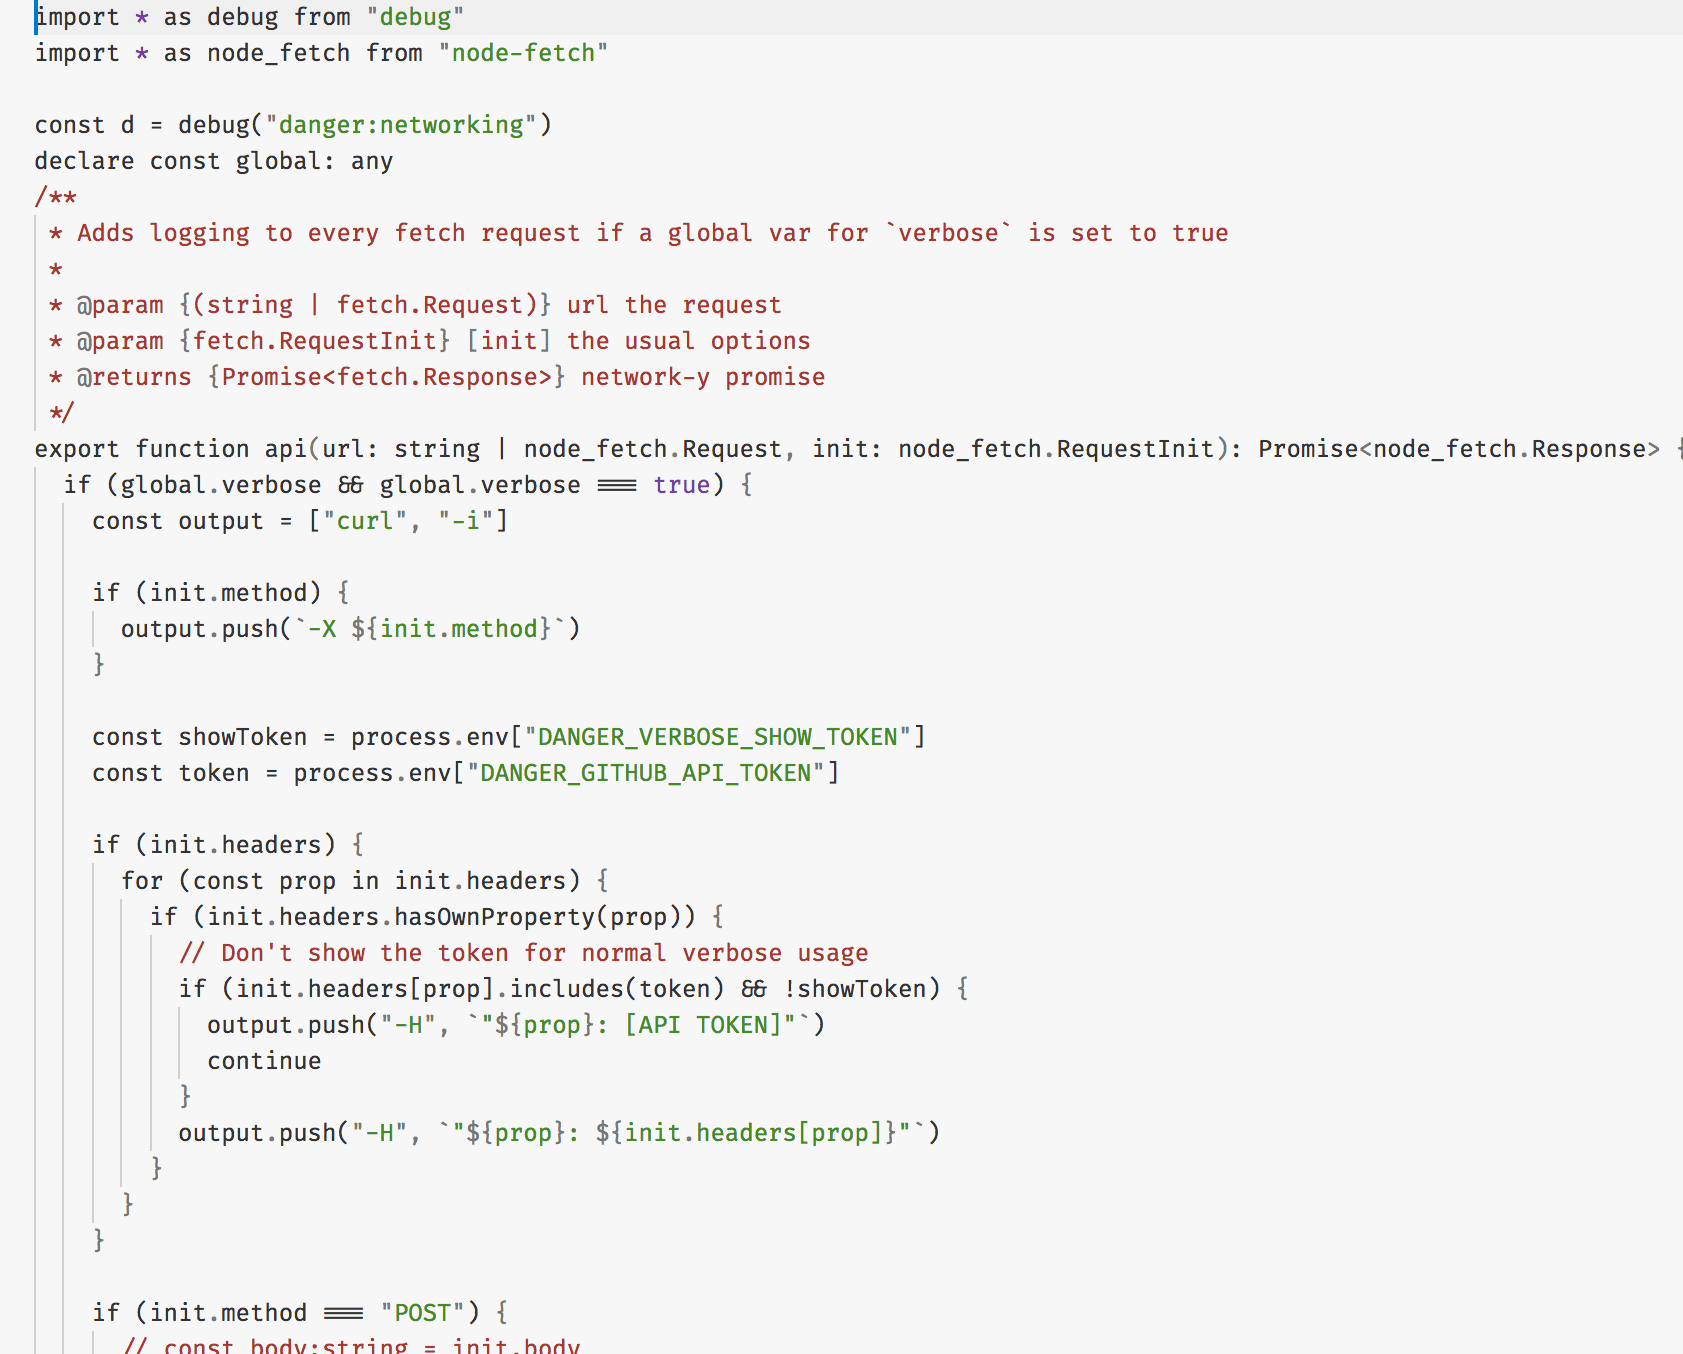 import * as debug from "debug"
import * as node_fetch from "node-fetch"
const d = debug("danger:networking")
declare const global: any
/**
* Adds logging to every fetch request if a global var for `verbose` is set to true
*
* @param {(string | fetch.Request)} url the request
* @param {fetch.RequestInit} [init] the usual options
* @returns {Promise<fetch.Response>} network-y promise
*/
export function api(url: string | node_fetch.Request, init: node_fetch.RequestInit): Promise<node_fetch.Response> {
if (global.verbose && global.verbose === true) {
const output = ["curl", "-i"]
if (init.method) {
output.push(`-X ${init.method}`)
}
const showToken = process.env["DANGER_VERBOSE_SHOW_TOKEN"]
const token = process.env["DANGER_GITHUB_API_TOKEN"]
if (init.headers) {
for (const prop in init.headers) {
if (init.headers.hasOwnProperty(prop)) {
// Don't show the token for normal verbose usage
if (init.headers[prop].includes(token) && !showToken) {
output.push("-H", `"${prop}: [API TOKEN]"`)
continue
}
output.push("-H", `"${prop}: ${init.headers[prop]}"`)
}
}
}
if (init.method === "POST") {
// const body:string = init.body